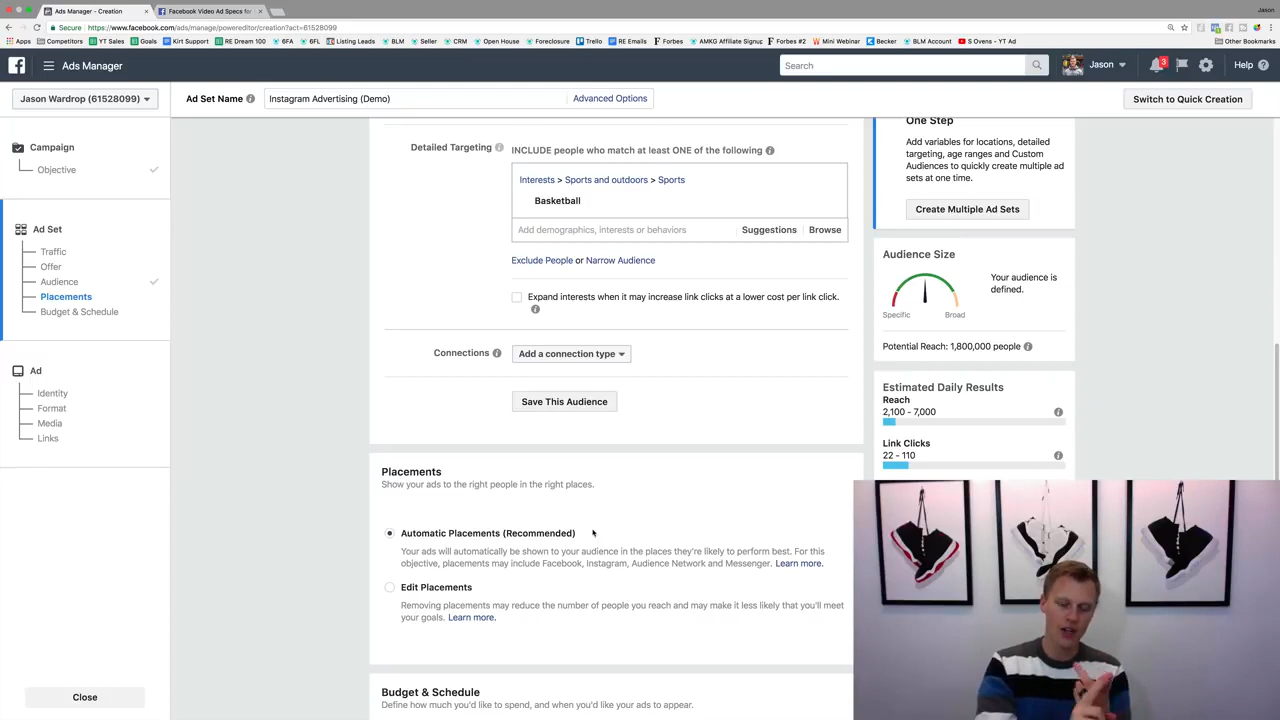 Jason
Ads Manager - Creation
Facebook Video Ad Specs for
Secure
https://www.facebook.com/ads/manage/powereditor/creation?act=61528099
Apps
Competitors
YT Sales
Goals
Kirt Support
RE Dream 100
6FA
6FL
Listing Leads
BLM
Seller
CRM
Open House
Foreclosure
Trello
RE Emails
Forbes
AMKG Affiliate Signup
Forbes #2
Mini Webinar
Becker
BLM Account
S Ovens - YT Ad
Other Bookmarks
Ads Manager
Search
Jason
3
Help
Jason Wardrop (61528099)
Ad Set Name
Instagram Advertising (Demo)
Advanced Options
Switch to Quick Creation
Campaign
Objective
Ad Set
Traffic
Offer
Audience
Placements
Budget & Schedule
Ad
Identity
Format
Media
Links
Close
Detailed Targeting
INCLUDE people who match at least ONE of the following
Interests > Sports and outdoors > Sports
Basketball
Add demographics, interests or behaviors
Suggestions
Browse
Exclude People or Narrow Audience
Expand interests when it may increase link clicks at a lower cost per link click.
Connections
Add a connection type
Save This Audience
Placements
Show your ads to the right people in the right places.
Automatic Placements (Recommended)
Your ads will automatically be shown to your audience in the places they're likely to perform best. For this
objective, placements may include Facebook, Instagram, Audience Network and Messenger. Learn more.
Edit Placements
Removing placements may reduce the number of people you reach and may make it less likely that you'll meet
your goals. Learn more.
Budget & Schedule
Define how much you'd like to spend, and when you'd like your ads to appear.
One Step
Add variables for locations, detailed
targeting, age ranges and Custom
Audiences to quickly create multiple ad
sets at one time.
Create Multiple Ad Sets
Audience Size
Your audience is
defined.
Specific
Broad
Potential Reach: 1,800,000 people
Estimated Daily Results
Reach
2,100 - 7,000
Link Clicks
22 - 110